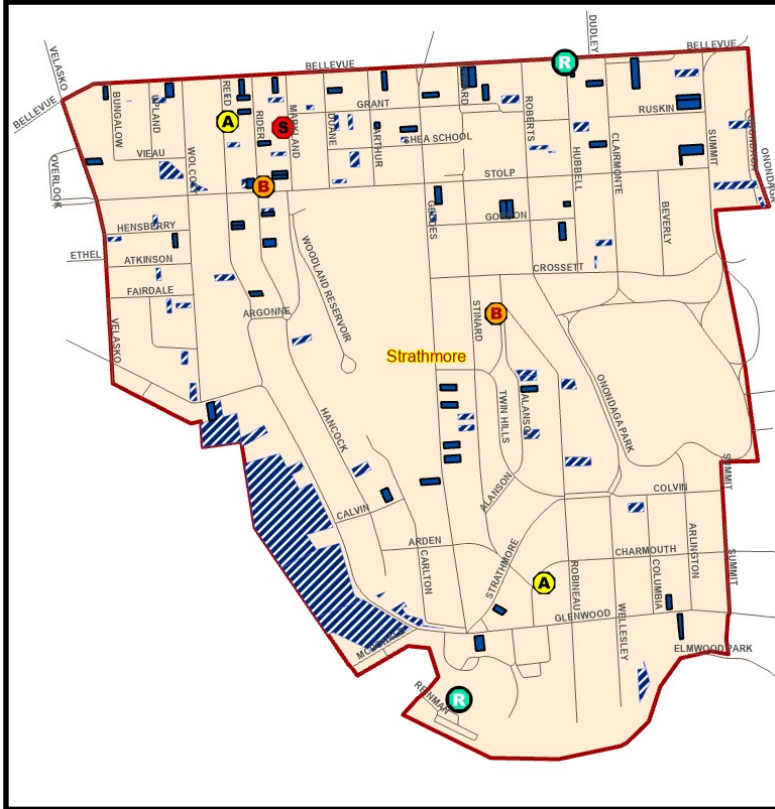 DUDLEY
VELASKO
BELLEVUE
BELLEVUE
R
BELLEVUE
BUNGALOW
UPLAND
REED
RIDER
MARKLAND
GRANT
DUANE
ARTHUR
SHEA SCHOOL
ROBERTS
RUSKIN
A
S
VIEAU
WOLCOTT
HUBBELL
CLAIRMONTE
SUMMIT
ONONDAGA
OVERLOOK
B
STOLP
GEDDES
GORDON
BEVERLY
HENSBERRY
ETHEL
ATKINSON
WOODLAND RESERVOIR
CROSSETT
FAIRDALE
ARGONNE
STINARD
B
VELASKO
Strathmore
HANCOCK
TWIN HILLS
ALANSON
ONONDAGA PARK
ALANSON
COLVIN
SUMMIT
CALVIN
ARDEN
CARLTON
STRATHMORE
CHARMOUTH
ARLINGTON
SUMMIT
A
ROBINEAU
COLUMBIA
GLENWOOD
WELLESLEY
ELMWOOD PARK
REINMAN
R